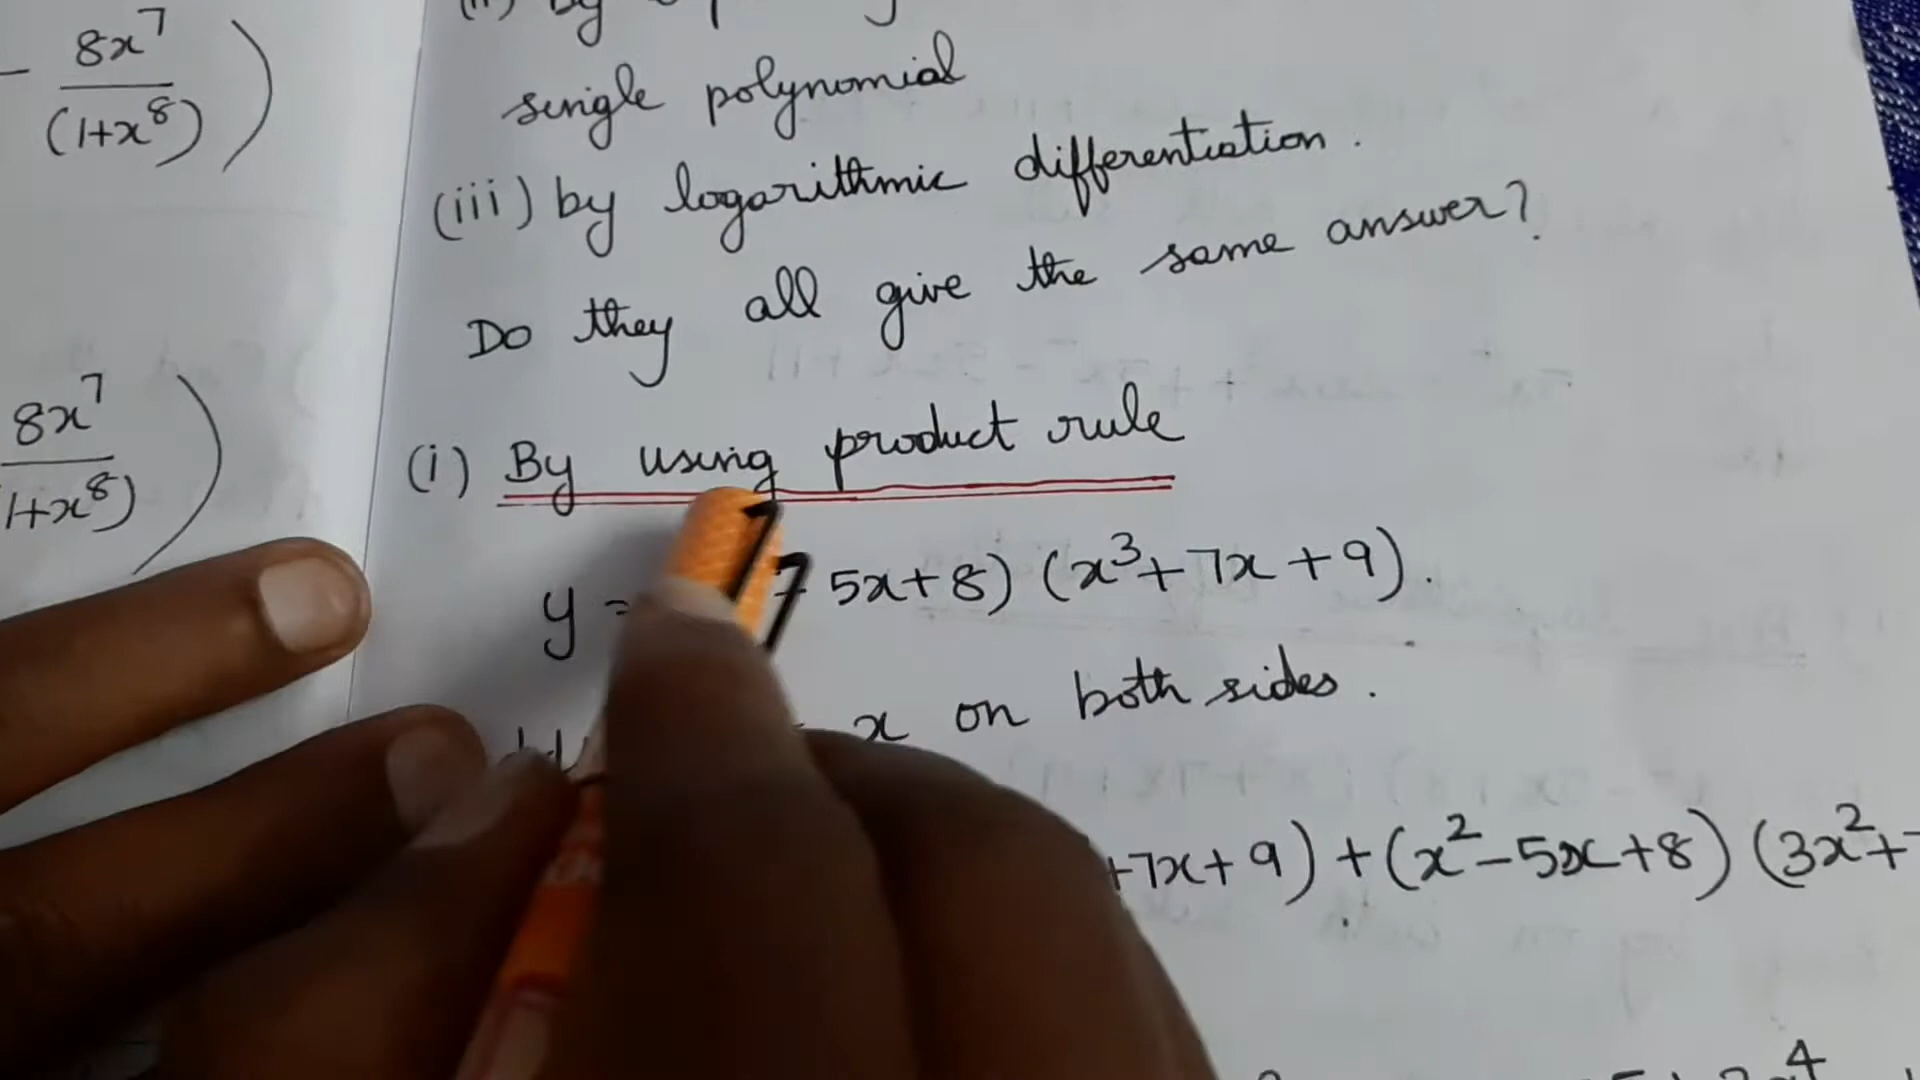 - 8x⁷
(1+x⁸) )
8x⁷
1+x⁸) )
single polynomial
(iii) by logarithmic differentiation.
Do they all give the same answer?
(i) By using product rule
y = 5x+8) (x³+7x+9).
x on both sides.
+7x+9)+(x²-5x+8) (3x²+
4